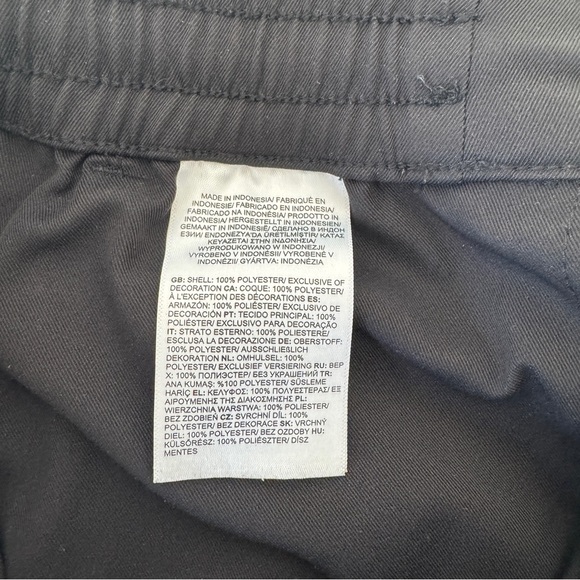 MADE IN INDONESIA/ FABRIQUÉ EN
INDONESIE/ FABRICADO EN INDONESIA/
FABRICADO NA INDONÉSIA/ PRODOTTO IN
INDONESIA/ HERGESTELLT IN INDONESIEN/
GEMAAKT IN INDONESIË/ СДЕЛАНО В ИНДОН
ЕЗИИ/ ENDONEZYA'DA ÜRETİLMİŞTİR/ ΚΑΤΑΣ
ΚΕΥΑΖΕΤΑΙ ΣΤΗΝ ΙΝΔΟΝΗΣΙΑ/
WYPRODUKOWANO W INDONEZJI/
VYROBENO V INDONÉSII/ VYROBENÉ V
INDONÉZII/ GYÁRTVA: INDONÉZIA
GB: SHELL: 100% POLYESTER/ EXCLUSIVE OF
DECORATION CA: COQUE: 100% POLYESTER/
À L'EXCEPTION DES DÉCORATIONS ES:
ARMAZÓN: 100% POLIÉSTER/ EXCLUSIVO DE
DECORACIÓN PT: TECIDO PRINCIPAL: 100%
POLIÉSTER/ EXCLUSIVO PARA DECORAÇÃO
IT: STRATO ESTERNO: 100% POLIESTERE/
ESCLUSA LA DECORAZIONE DE: OBERSTOFF:
100% POLYESTER/ AUSSCHLIEẞLICH
DEKORATION NL: OMHULSEL: 100%
POLYESTER/ EXCLUSIEF VERSIERING RU: ВЕР
Х: 100% ПОЛИЭСТЕР/ БЕЗ УКРАШЕНИЙ TR:
ANA KUMAŞ: %100 POLYESTER/ SÜSLEME
HARİÇ EL: ΚΕΛΥΦΟΣ: 100% ΠΟΛΥΕΣΤΕΡΑΣ/ ΕΞ
ΑΙΡΟΥΜΕΝΗΣ ΤΗΣ ΔΙΑΚΟΣΜΗΣΗΣ PL:
WIERZCHNIA WARSTWA: 100% POLIESTER/
BEZ ZDOBIEŃ CZ: SVRCHNÍ DÍL: 100%
POLYESTER/ BEZ DEKORACE SK: VRCHNÝ
DIEL: 100% POLYESTER/ BEZ OZDOBY HU:
KÜLSŐRÉSZ: 100% POLIÉSZTER/ DÍSZ
MENTES